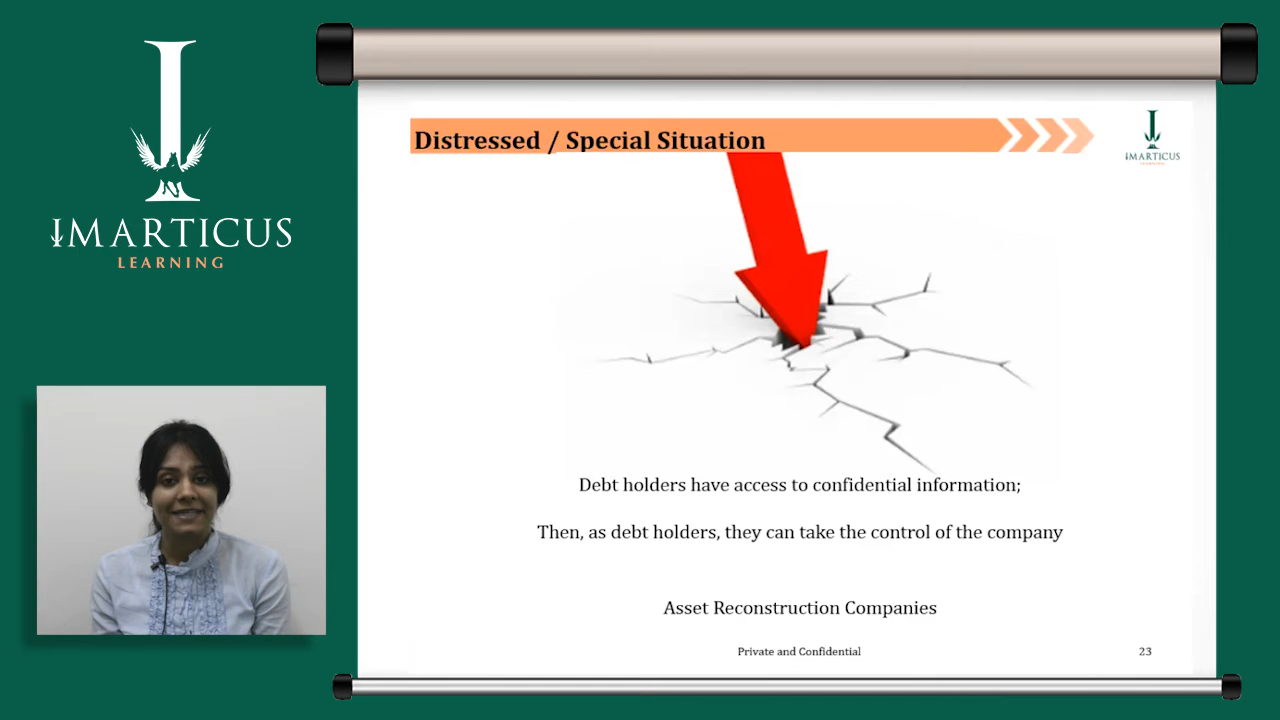 IMARTICUS
LEARNING
Distressed / Special Situation
IMARTICUS
LEARNING
Debt holders have access to confidential information;
Then, as debt holders, they can take the control of the company
Asset Reconstruction Companies
Private and Confidential
23